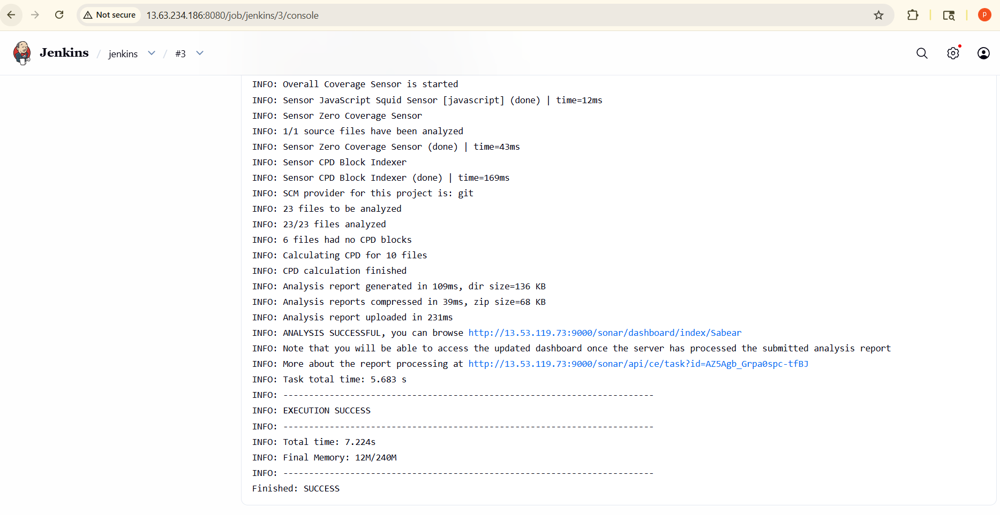 Not secure 13.63.234.186:8080/job/jenkins/3/console
P
Jenkins / jenkins / #3
INFO: Overall Coverage Sensor is started
INFO: Sensor JavaScript Squid Sensor [javascript] (done) | time=12ms
INFO: Sensor Zero Coverage Sensor
INFO: 1/1 source files have been analyzed
INFO: Sensor Zero Coverage Sensor (done) | time=43ms
INFO: Sensor CPD Block Indexer
INFO: Sensor CPD Block Indexer (done) | time=169ms
INFO: SCM provider for this project is: git
INFO: 23 files to be analyzed
INFO: 23/23 files analyzed
INFO: 6 files had no CPD blocks
INFO: Calculating CPD for 10 files
INFO: CPD calculation finished
INFO: Analysis report generated in 109ms, dir size=136 KB
INFO: Analysis reports compressed in 39ms, zip size=68 KB
INFO: Analysis report uploaded in 231ms
INFO: ANALYSIS SUCCESSFUL, you can browse http://13.53.119.73:9000/sonar/dashboard/index/Sabear
INFO: Note that you will be able to access the updated dashboard once the server has processed the submitted analysis report
INFO: More about the report processing at http://13.53.119.73:9000/sonar/api/ce/task?id=AZ5Agb_Grpa0spc-tfBJ
INFO: Task total time: 5.683 s
INFO: ------------------------------------------------------------------------
INFO: EXECUTION SUCCESS
INFO: ------------------------------------------------------------------------
INFO: Total time: 7.224s
INFO: Final Memory: 12M/240M
INFO: ------------------------------------------------------------------------
Finished: SUCCESS